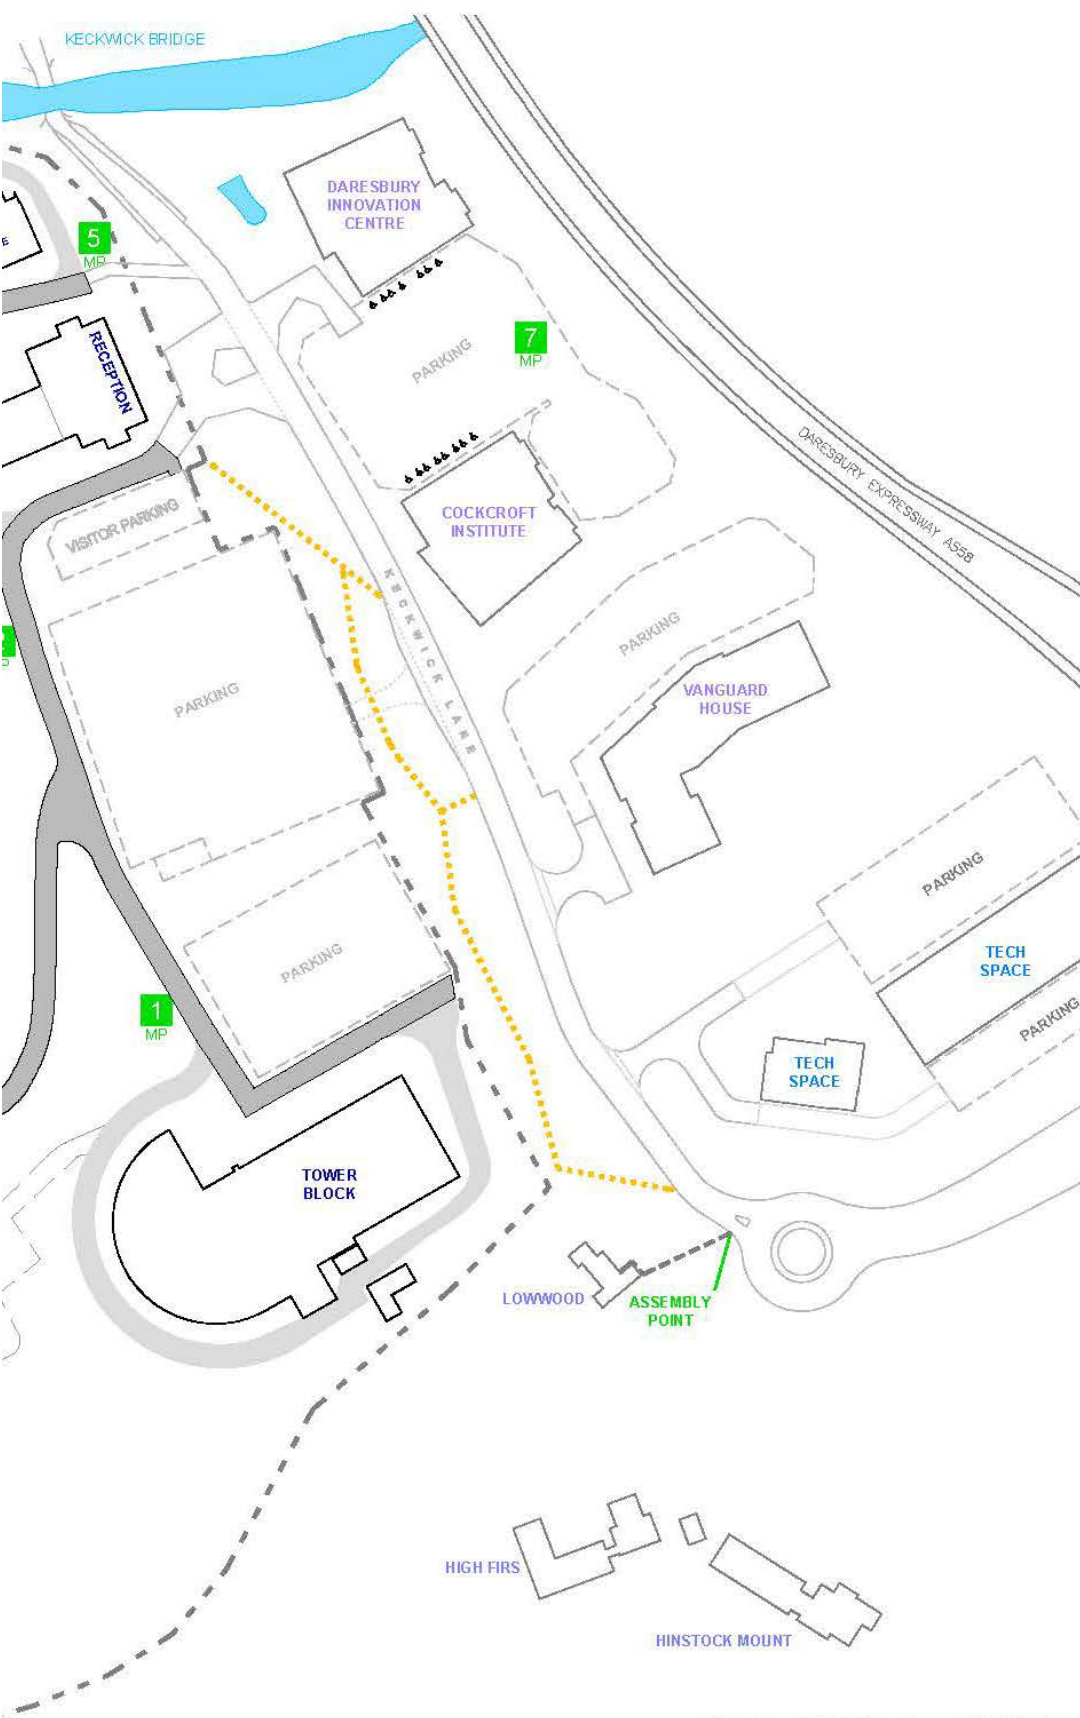 KECKWICK BRIDGE
DARESBURY
INNOVATION
CENTRE
5
MP
E
RECEPTION
PARKING
7
MP
DARESBURY EXPRESSWAY A558
VISITOR PARKING
COCKCROFT
INSTITUTE
KECKWICK LANE
PARKING
PARKING
VANGUARD
HOUSE
PARKING
PARKING
TECH
SPACE
PARKING
1
MP
TECH
SPACE
TOWER
BLOCK
LOWWOOD
ASSEMBLY
POINT
HIGH FIRS
HINSTOCK MOUNT